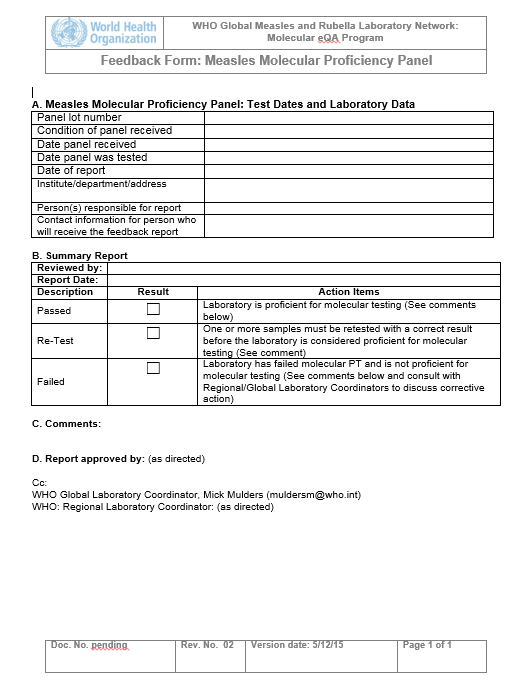 World Health
Organization
WHO Global Measles and Rubella Laboratory Network:
Molecular eQA Program
Feedback Form: Measles Molecular Proficiency Panel
A. Measles Molecular Proficiency Panel: Test Dates and Laboratory Data
Panel lot number
Condition of panel received
Date panel received
Date panel was tested
Date of report
Institute/department/address
Person(s) responsible for report
Contact information for person who
will receive the feedback report
B. Summary Report
Reviewed by:
Report Date:
Description Result Action Items
Passed
Laboratory is proficient for molecular testing (See comments
below)
Re-Test
One or more samples must be retested with a correct result
before the laboratory is considered proficient for molecular
testing (See comment)
Failed
Laboratory has failed molecular PT and is not proficient for
molecular testing (See comments below and consult with
Regional/Global Laboratory Coordinators to discuss corrective
action)
C. Comments:
D. Report approved by: (as directed)
Cc:
WHO Global Laboratory Coordinator, Mick Mulders (muldersm@who.int)
WHO: Regional Laboratory Coordinator: (as directed)
Doc. No. pending Rev. No. 02 Version date: 5/12/15 Page 1 of 1